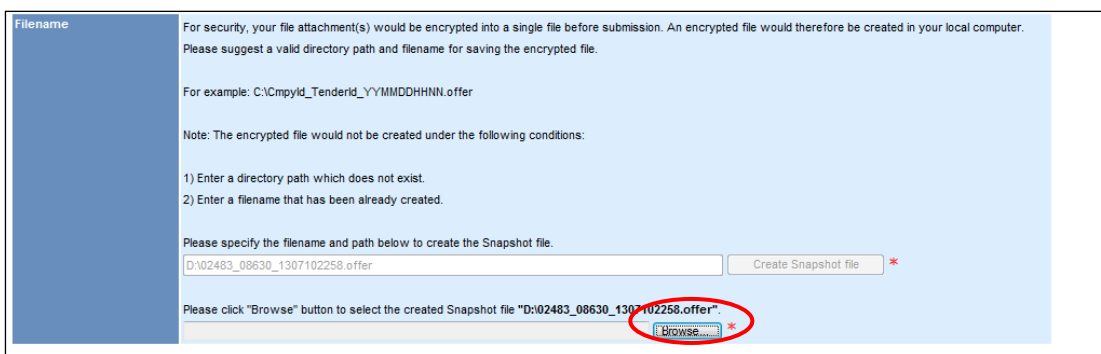 Filename
For security, your file attachment(s) would be encrypted into a single file before submission. An encrypted file would therefore be created in your local computer.
Please suggest a valid directory path and filename for saving the encrypted file.
For example: C:\CmpyId_TenderId_YYMMDDHHNN.offer
Note: The encrypted file would not be created under the following conditions:
1) Enter a directory path which does not exist.
2) Enter a filename that has been already created.
Please specify the filename and path below to create the Snapshot file.
D:\02483_08630_1307102258.offer Create Snapshot file *
Please click "Browse" button to select the created Snapshot file "D:\02483_08630_1307102258.offer".
Browse... *